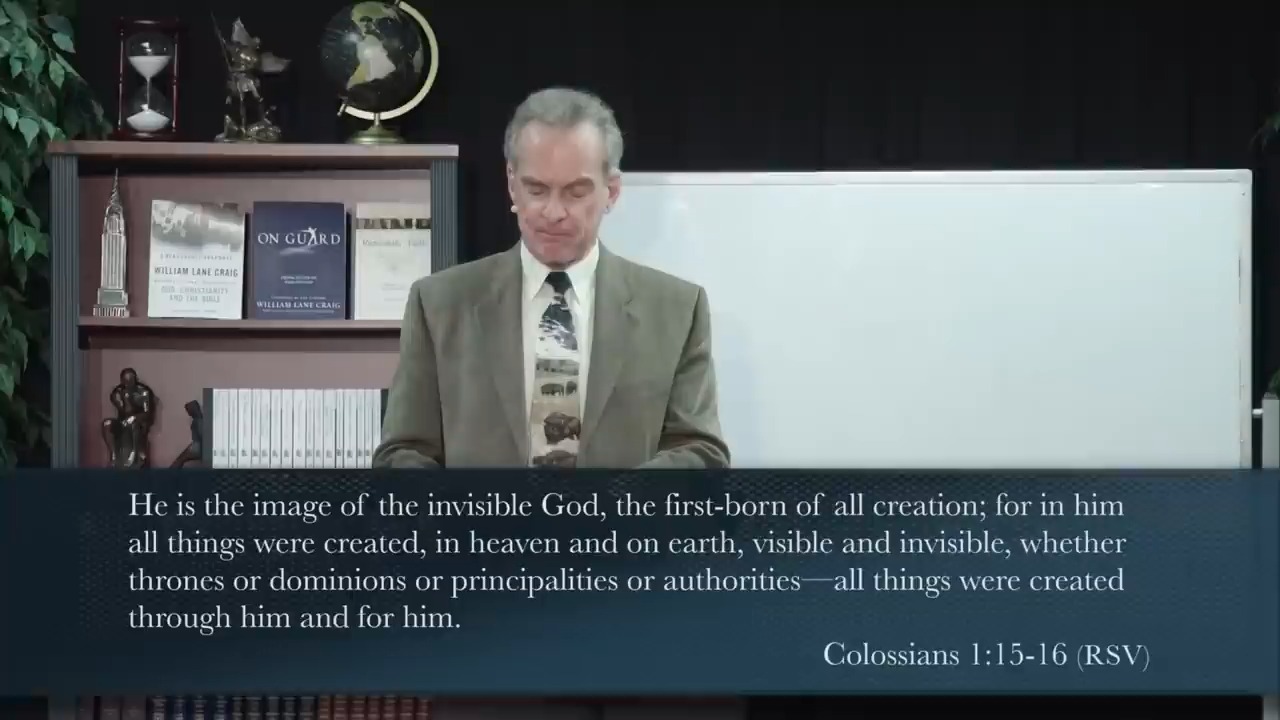 WILLIAM LANE CRAIG
AND THE BIBLE
ON GUARD
WILLIAM LANE CRAIG
He is the image of the invisible God, the first-born of all creation; for in him
all things were created, in heaven and on earth, visible and invisible, whether
thrones or dominions or principalities or authorities—all things were created
through him and for him.
Colossians 1:15-16 (RSV)